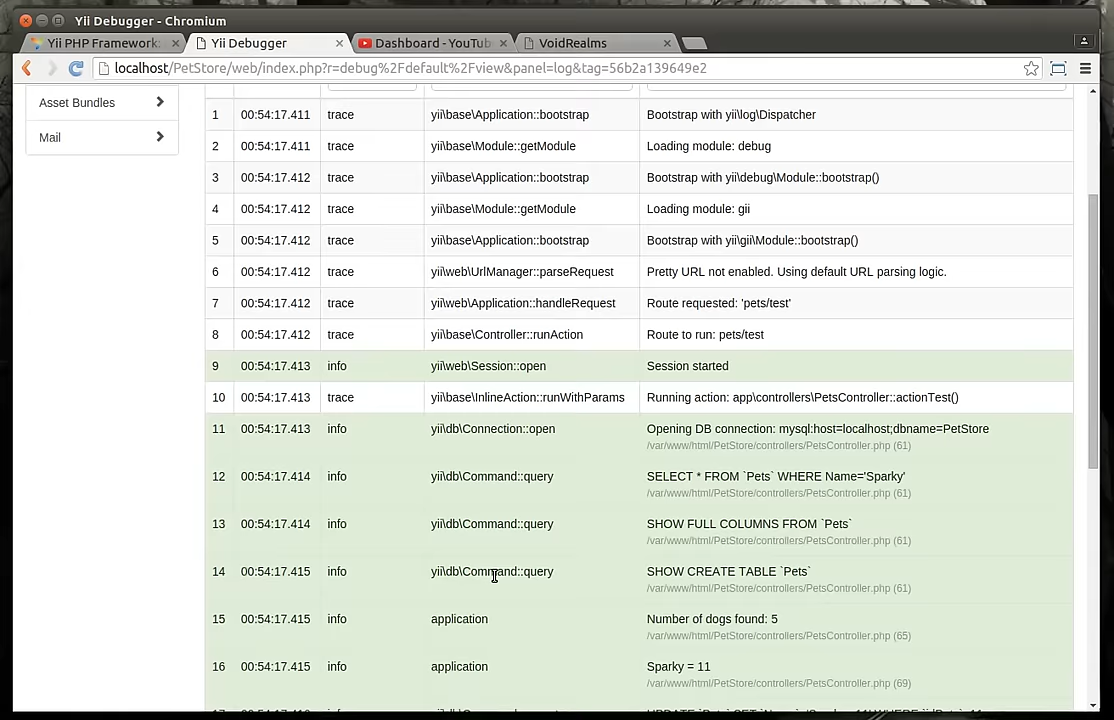 Yii Debugger - Chromium
Yii PHP Framework:
Yii Debugger
Dashboard - YouTub
VoidRealms
localhost/PetStore/web/index.php?r=debug%2Fdefault%2Fview&panel=log&tag=56b2a139649e2
Asset Bundles
Mail
1 00:54:17.411 trace yii\base\Application::bootstrap Bootstrap with yii\log\Dispatcher
2 00:54:17.411 trace yii\base\Module::getModule Loading module: debug
3 00:54:17.412 trace yii\base\Application::bootstrap Bootstrap with yii\debug\Module::bootstrap()
4 00:54:17.412 trace yii\base\Module::getModule Loading module: gii
5 00:54:17.412 trace yii\base\Application::bootstrap Bootstrap with yii\gii\Module::bootstrap()
6 00:54:17.412 trace yii\web\UrlManager::parseRequest Pretty URL not enabled. Using default URL parsing logic.
7 00:54:17.412 trace yii\web\Application::handleRequest Route requested: 'pets/test'
8 00:54:17.412 trace yii\base\Controller::runAction Route to run: pets/test
9 00:54:17.413 info yii\web\Session::open Session started
10 00:54:17.413 trace yii\base\InlineAction::runWithParams Running action: app\controllers\PetsController::actionTest()
11 00:54:17.413 info yii\db\Connection::open Opening DB connection: mysql:host=localhost;dbname=PetStore
/var/www/html/PetStore/controllers/PetsController.php (61)
12 00:54:17.414 info yii\db\Command::query SELECT * FROM `Pets` WHERE Name='Sparky'
/var/www/html/PetStore/controllers/PetsController.php (61)
13 00:54:17.414 info yii\db\Command::query SHOW FULL COLUMNS FROM `Pets`
/var/www/html/PetStore/controllers/PetsController.php (61)
14 00:54:17.415 info yii\db\Command::query SHOW CREATE TABLE `Pets`
/var/www/html/PetStore/controllers/PetsController.php (61)
15 00:54:17.415 info application Number of dogs found: 5
/var/www/html/PetStore/controllers/PetsController.php (65)
16 00:54:17.415 info application Sparky = 11
/var/www/html/PetStore/controllers/PetsController.php (69)